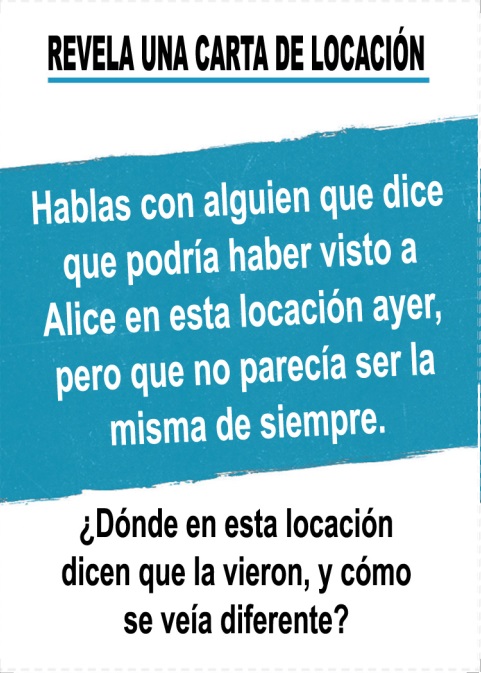 REVELA UNA CARTA DE LOCACIÓN
Hablas con alguien que dice
que podría haber visto a
Alice en esta locación ayer,
pero que no parecía ser la
misma de siempre.
¿Dónde en esta locación
dicen que la vieron, y cómo
se veía diferente?